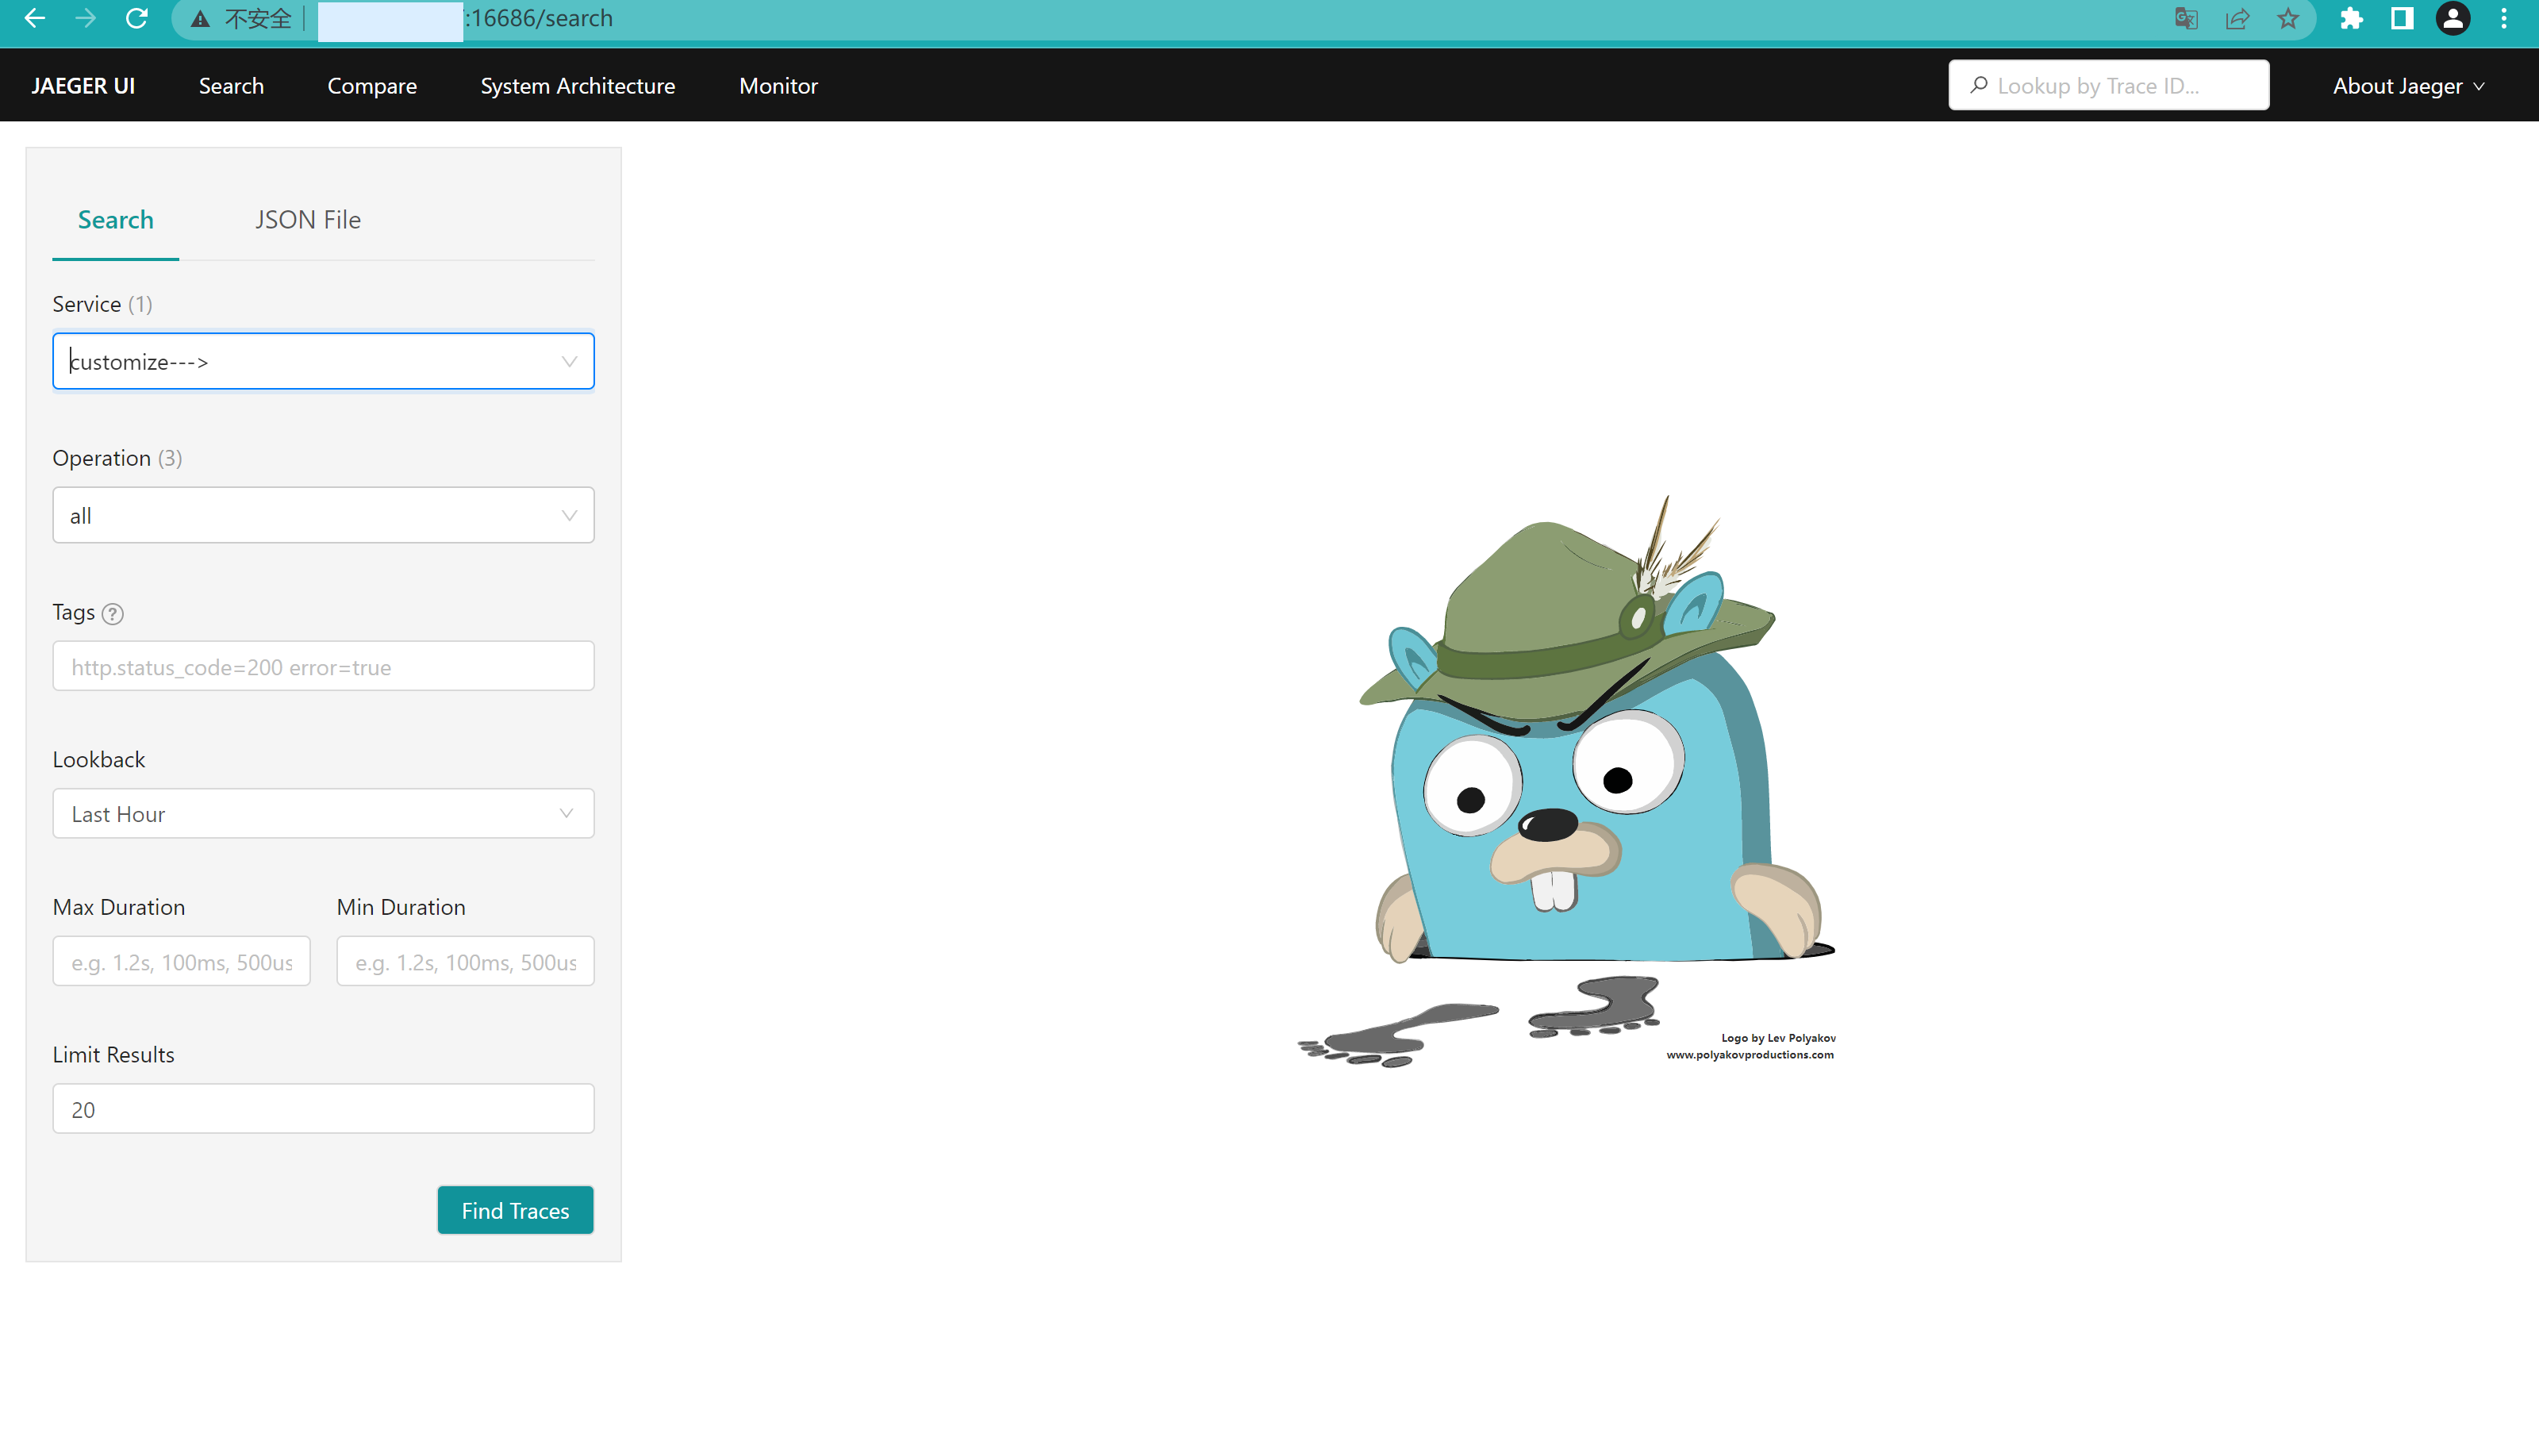 不安全 :16686/search
JAEGER UI Search Compare System Architecture Monitor Lookup by Trace ID... About Jaeger
Search JSON File
Service (1)
customize--->
Operation (3)
all
Tags ?
http.status_code=200 error=true
Lookback
Last Hour
Max Duration Min Duration
e.g. 1.2s, 100ms, 500us e.g. 1.2s, 100ms, 500us
Limit Results
20
Find Traces
Logo by Lev Polyakov
www.polyakovproductions.com